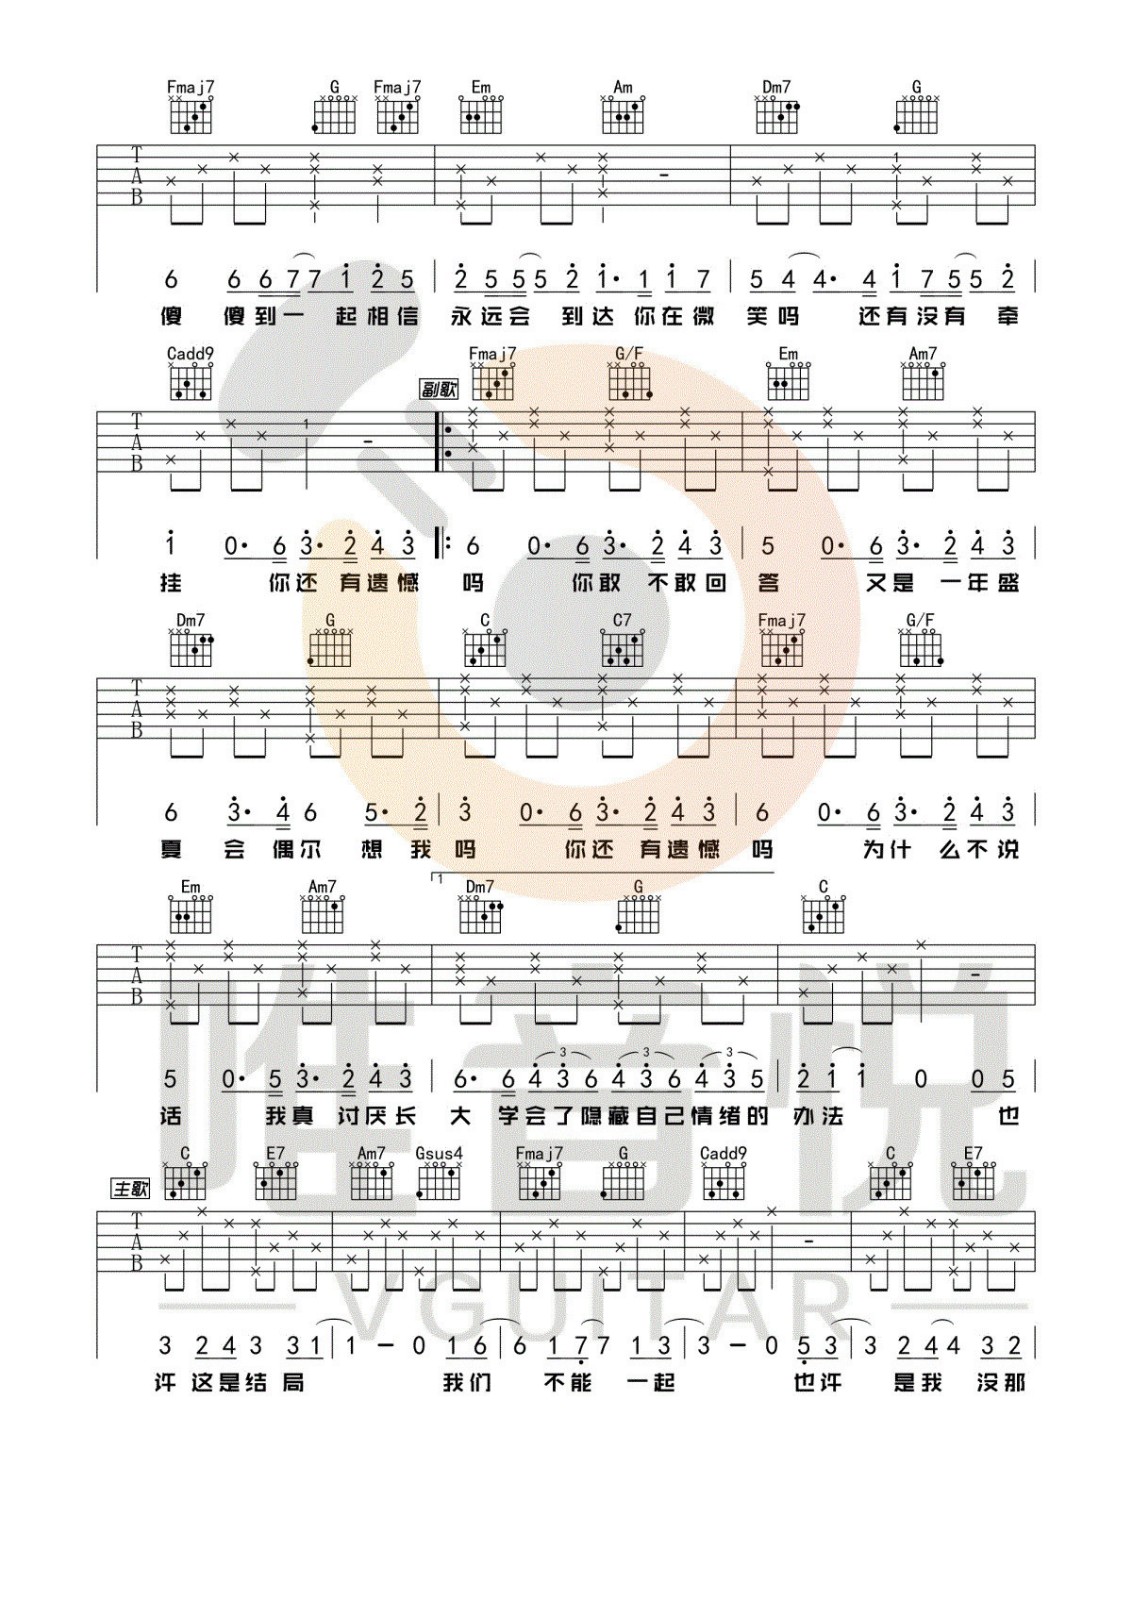 Fmaj7 G Fmaj7 Em Am Dm7 G
T A B
6 6 6 7 7 1 2 5 2 5 5 5 2 1· 1 1 7 5 4 4· 4 1 7 5 5 2
傻 傻到一 起相信 永远会 到达 你在微 笑吗 还有没有 牵
Cadd9 副歌 Fmaj7 G/F Em Am7
T A B
1 0· 6 3· 2 4 3 6 0· 6 3· 2 4 3 5 0· 6 3· 2 4 3
挂 你还 有遗憾 吗 你敢 不敢回 答 又是 一年盛
Dm7 G C C7 Fmaj7 G/F
T A B
6 3· 4 6 5· 2 3 0· 6 3· 2 4 3 6 0· 6 3· 2 4 3
夏 会 偶尔 想 我 吗 你还 有遗憾 吗 为什 么不说
Em Am7 1 Dm7 G C
T A B
3 3 3
5 0· 5 3· 2 4 3 6· 6 4 3 6 4 3 6 4 3 5 2 1 1 0 0 5
话 我真 讨厌长 大 学会了隐藏自己情绪的 办法 也
主歌 C E7 Am7 Gsus4 Fmaj7 G Cadd9 C E7
T A B
VGUITAR
3 2 4 3 3 1 1 – 0 1 6 6 1 7 7 1 3 3 – 0 5 3 3 2 4 4 3 2
许 这是结 局 我们 不能 一起 也许 是我 没那
唯音悦